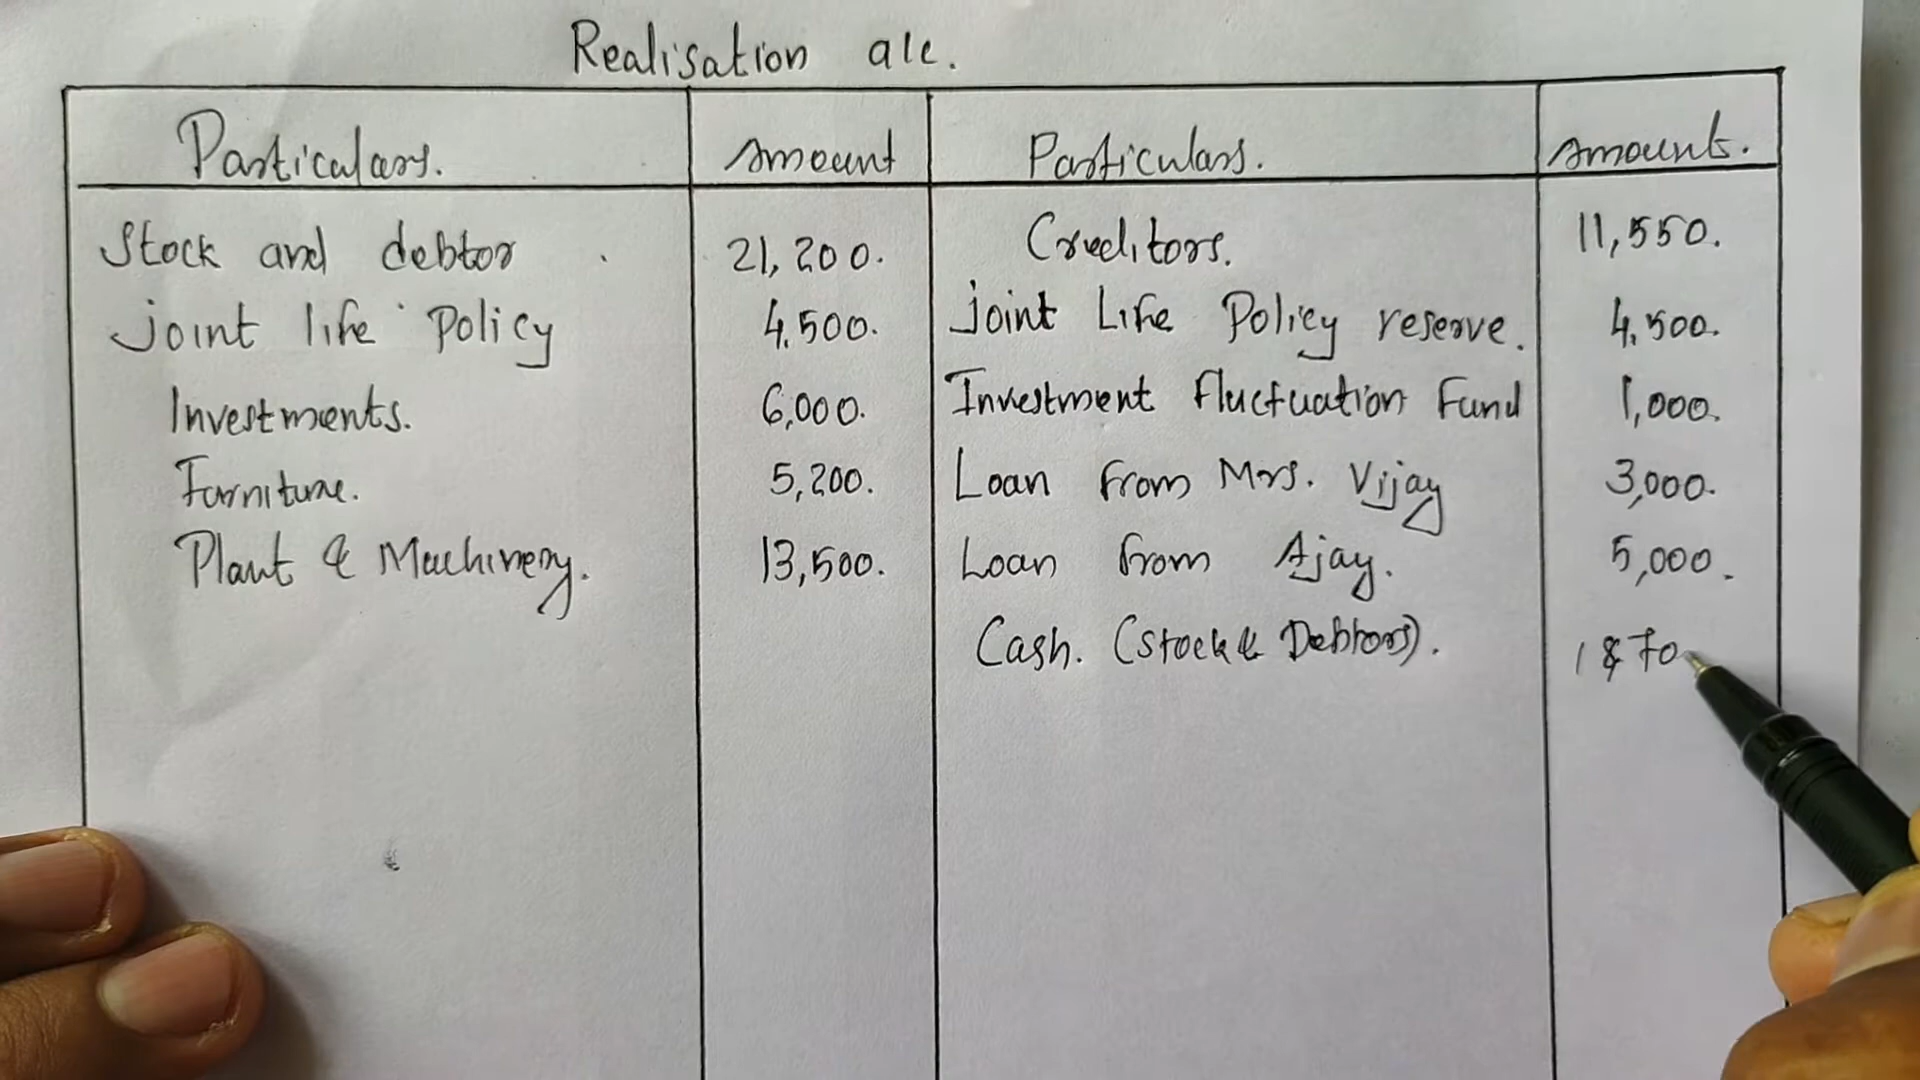 Realisation a/c.
Particulars. Amount Particulars. Amounts.
Stock and debtor 21,200. Creditors. 11,550.
Joint life Policy 4,500. Joint Life Policy reserve. 4,500.
Investments. 6,000. Investment Fluctuation Fund 1,000.
Furniture. 5,200. Loan from Mrs. Vijay 3,000.
Plant & Machinery. 13,500. Loan from Ajay. 5,000.
Cash. (Stock & Debtors). 1870